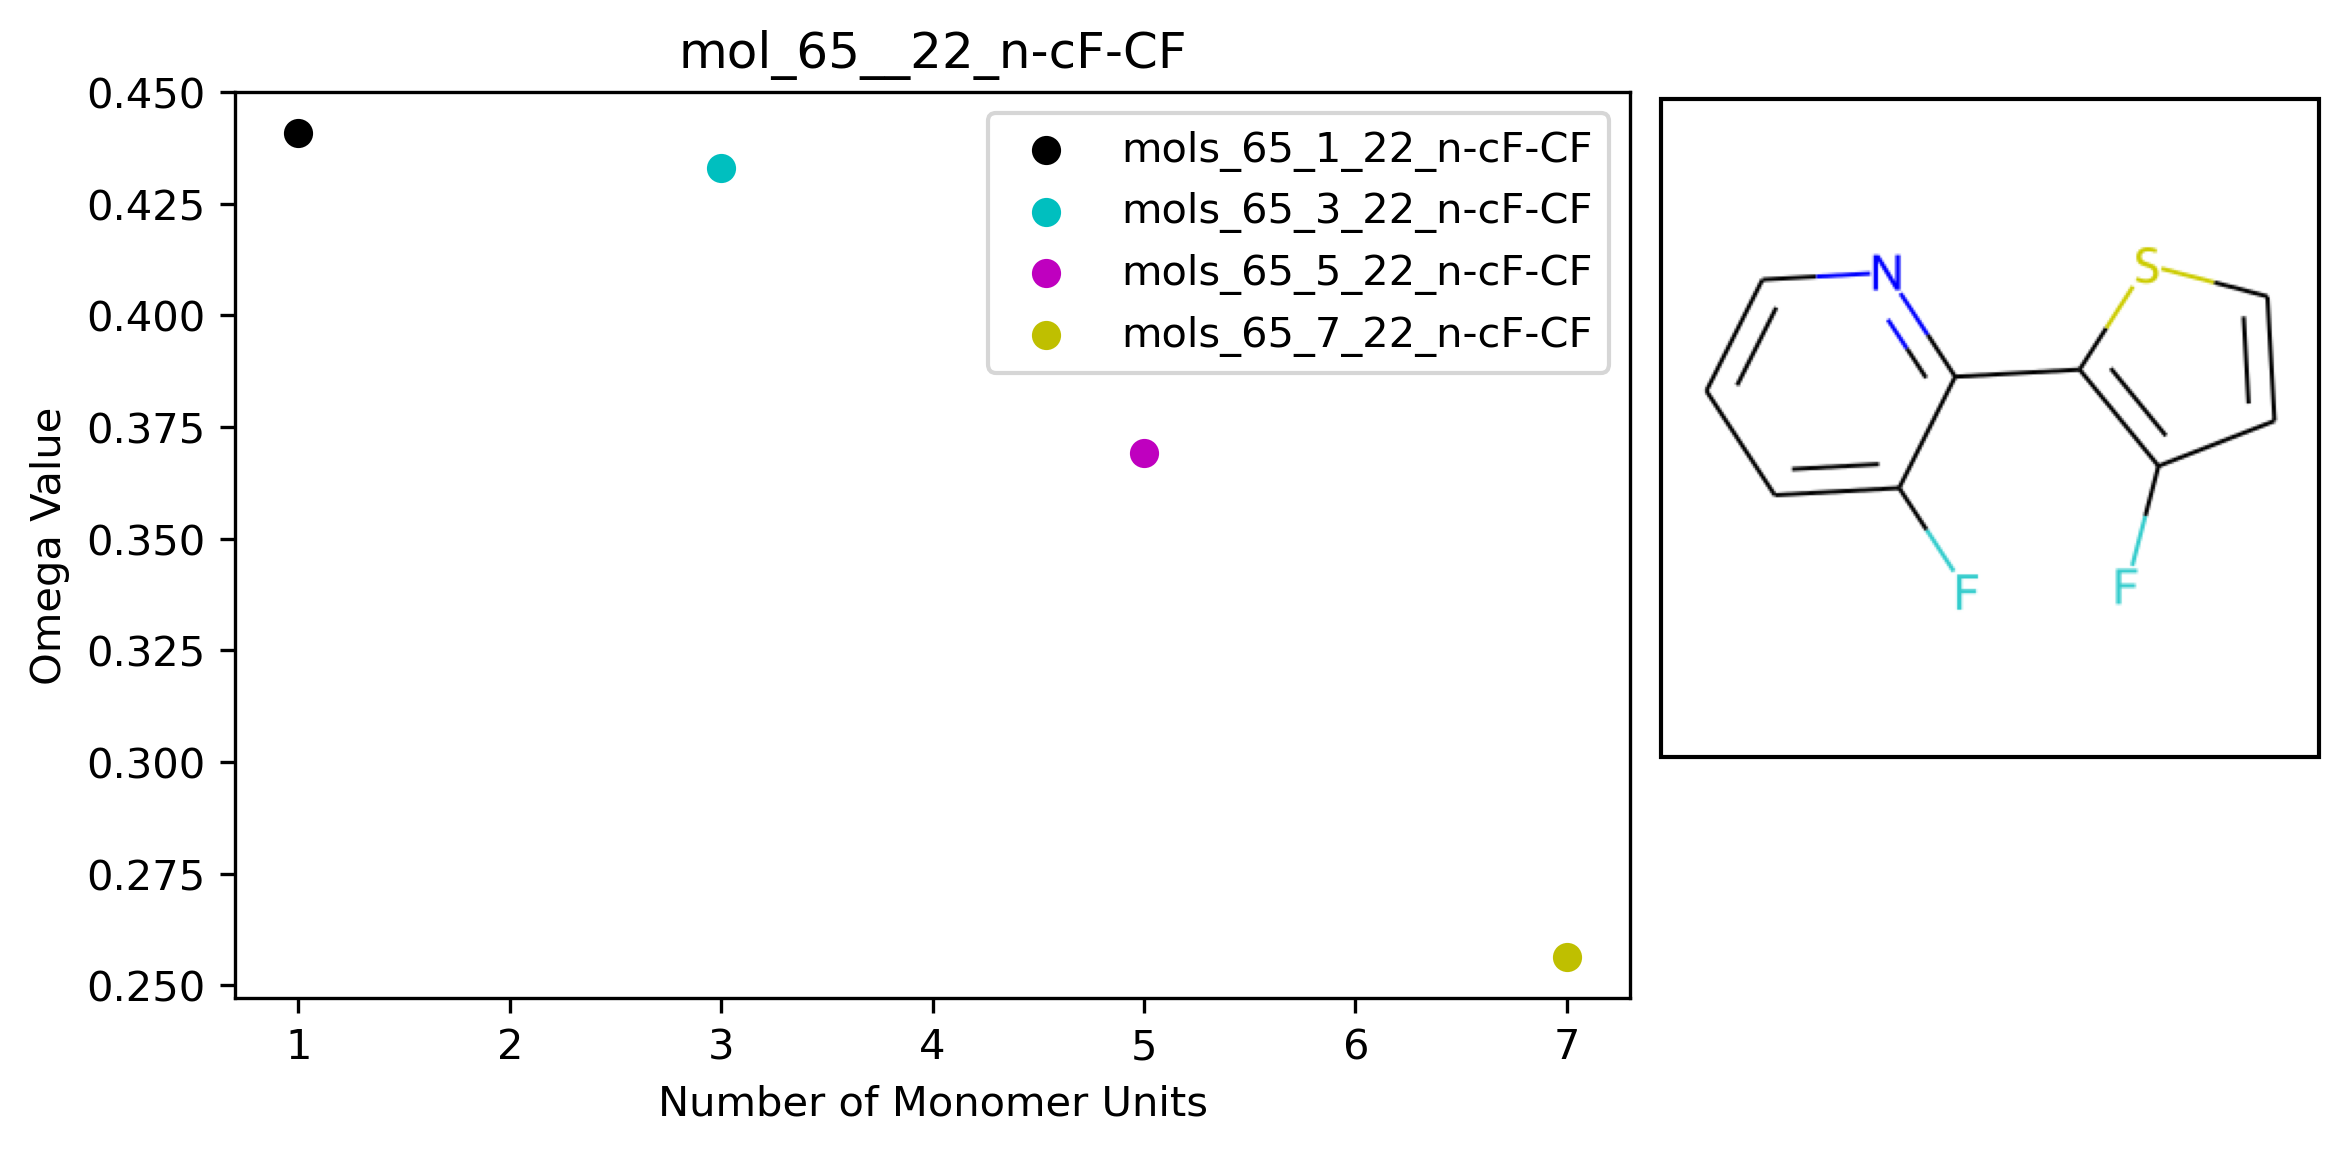 mol_65__22_n-cF-CF
0.450
0.425
0.400
0.375
0.350
0.325
0.300
0.275
0.250
Omega Value
1 2 3 4 5 6 7
Number of Monomer Units
mols_65_1_22_n-cF-CF
mols_65_3_22_n-cF-CF
mols_65_5_22_n-cF-CF
mols_65_7_22_n-cF-CF
N S
F F